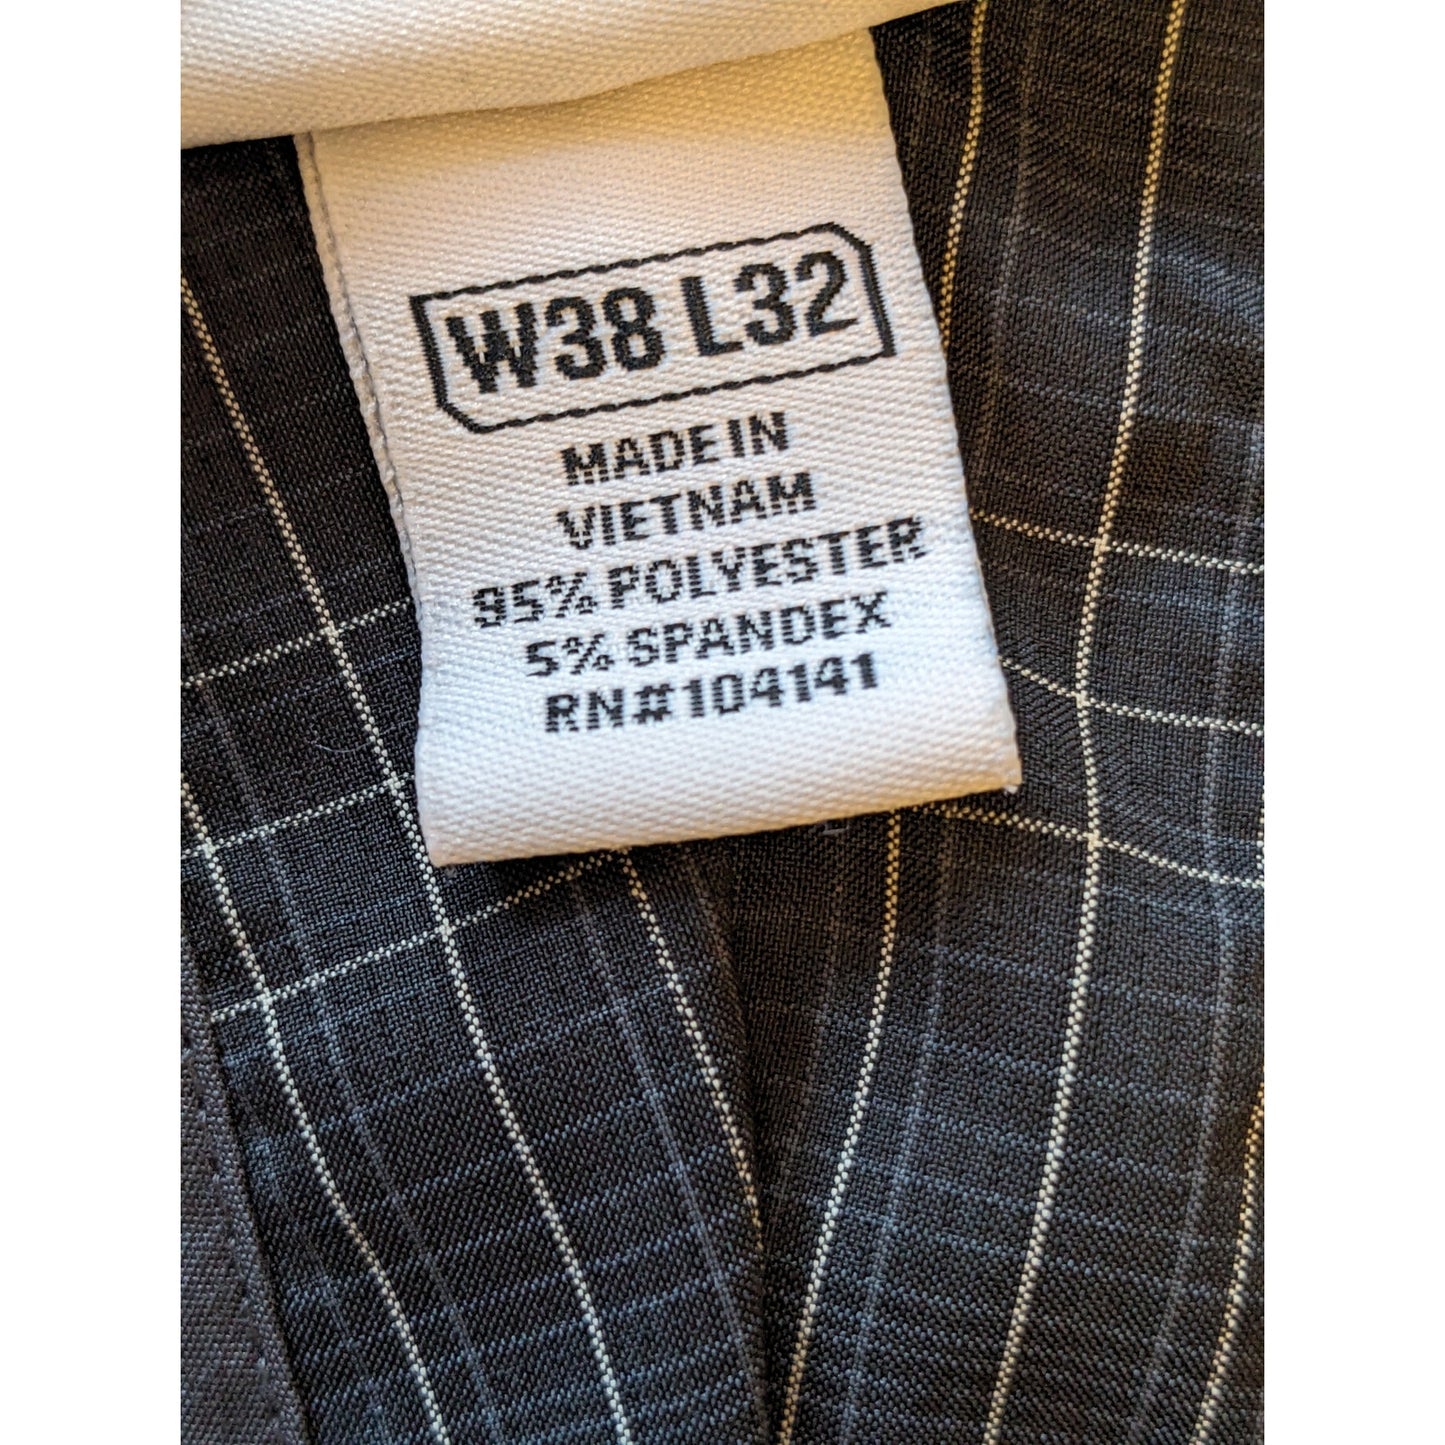 W38 L32
MADE IN
VIETNAM
95% POLYESTER
5% SPANDEX
RN#104141